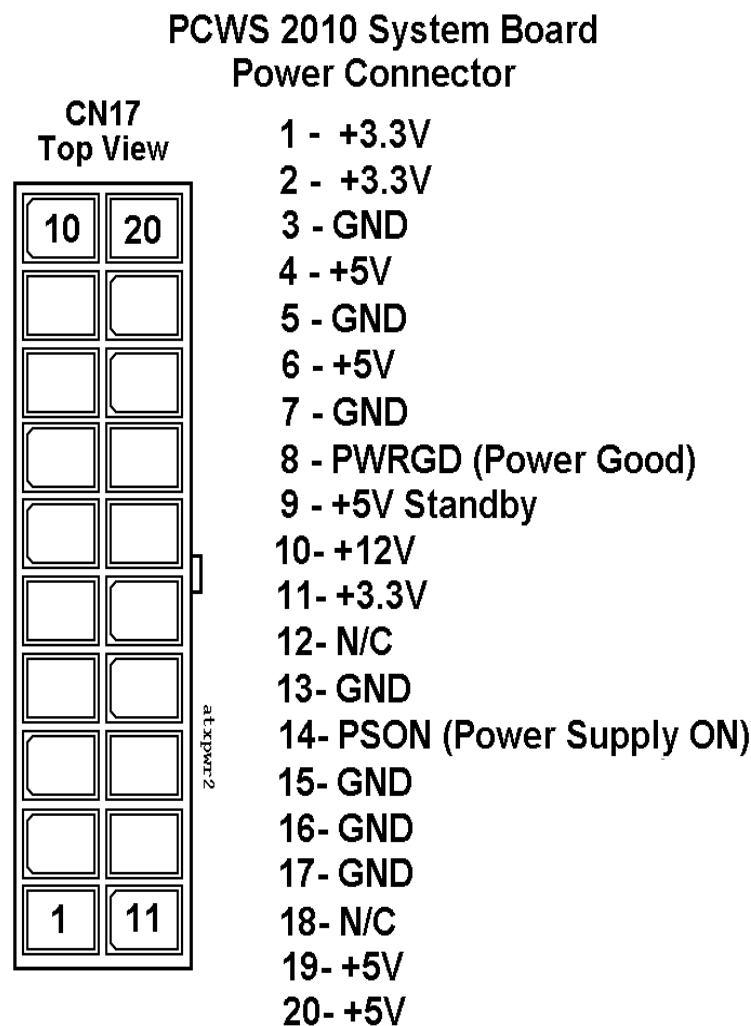 PCWS 2010 System Board
Power Connector
CN17
Top View
10 20
1 11
atxpwr2
1 - +3.3V
2 - +3.3V
3 - GND
4 - +5V
5 - GND
6 - +5V
7 - GND
8 - PWRGD (Power Good)
9 - +5V Standby
10- +12V
11- +3.3V
12- N/C
13- GND
14- PSON (Power Supply ON)
15- GND
16- GND
17- GND
18- N/C
19- +5V
20- +5V